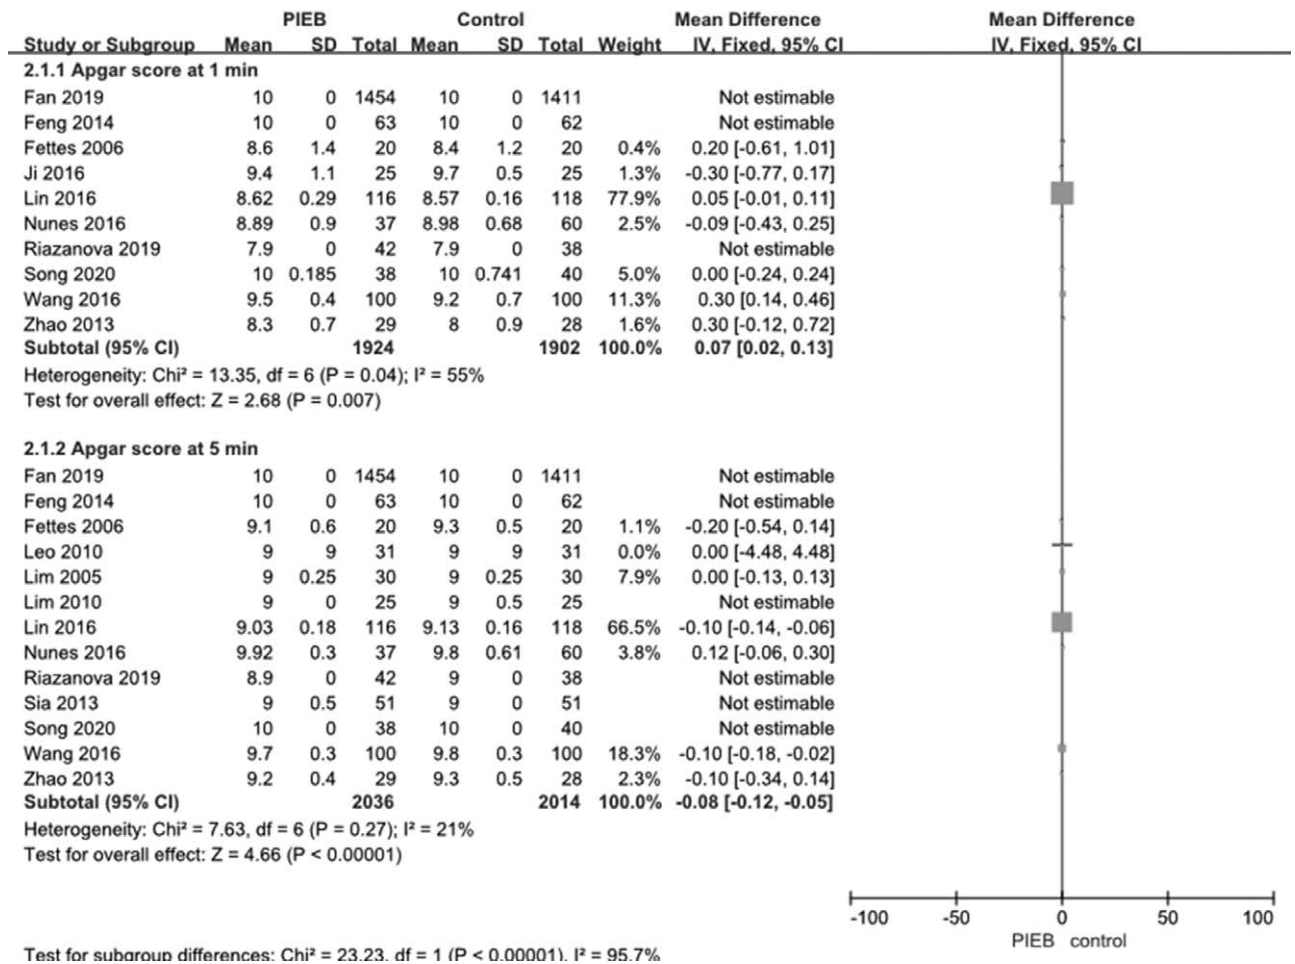 PIEB Control Mean Difference Mean Difference
Study or Subgroup Mean SD Total Mean SD Total Weight IV, Fixed, 95% CI IV, Fixed, 95% CI
2.1.1 Apgar score at 1 min
Fan 2019 10 0 1454 10 0 1411 Not estimable
Feng 2014 10 0 63 10 0 62 Not estimable
Fettes 2006 8.6 1.4 20 8.4 1.2 20 0.4% 0.20 [-0.61, 1.01]
Ji 2016 9.4 1.1 25 9.7 0.5 25 1.3% -0.30 [-0.77, 0.17]
Lin 2016 8.62 0.29 116 8.57 0.16 118 77.9% 0.05 [-0.01, 0.11]
Nunes 2016 8.89 0.9 37 8.98 0.68 60 2.5% -0.09 [-0.43, 0.25]
Riazanova 2019 7.9 0 42 7.9 0 38 Not estimable
Song 2020 10 0.185 38 10 0.741 40 5.0% 0.00 [-0.24, 0.24]
Wang 2016 9.5 0.4 100 9.2 0.7 100 11.3% 0.30 [0.14, 0.46]
Zhao 2013 8.3 0.7 29 8 0.9 28 1.6% 0.30 [-0.12, 0.72]
Subtotal (95% CI) 1924 1902 100.0% 0.07 [0.02, 0.13]
Heterogeneity: Chi² = 13.35, df = 6 (P = 0.04); I² = 55%
Test for overall effect: Z = 2.68 (P = 0.007)
2.1.2 Apgar score at 5 min
Fan 2019 10 0 1454 10 0 1411 Not estimable
Feng 2014 10 0 63 10 0 62 Not estimable
Fettes 2006 9.1 0.6 20 9.3 0.5 20 1.1% -0.20 [-0.54, 0.14]
Leo 2010 9 9 31 9 9 31 0.0% 0.00 [-4.48, 4.48]
Lim 2005 9 0.25 30 9 0.25 30 7.9% 0.00 [-0.13, 0.13]
Lim 2010 9 0 25 9 0.5 25 Not estimable
Lin 2016 9.03 0.18 116 9.13 0.16 118 66.5% -0.10 [-0.14, -0.06]
Nunes 2016 9.92 0.3 37 9.8 0.61 60 3.8% 0.12 [-0.06, 0.30]
Riazanova 2019 8.9 0 42 9 0 38 Not estimable
Sia 2013 9 0.5 51 9 0 51 Not estimable
Song 2020 10 0 38 10 0 40 Not estimable
Wang 2016 9.7 0.3 100 9.8 0.3 100 18.3% -0.10 [-0.18, -0.02]
Zhao 2013 9.2 0.4 29 9.3 0.5 28 2.3% -0.10 [-0.34, 0.14]
Subtotal (95% CI) 2036 2014 100.0% -0.08 [-0.12, -0.05]
Heterogeneity: Chi² = 7.63, df = 6 (P = 0.27); I² = 21%
Test for overall effect: Z = 4.66 (P < 0.00001)
-100 -50 0 50 100
PIEB control
Test for subgroup differences: Chi² = 23.23, df = 1 (P < 0.00001), I² = 95.7%